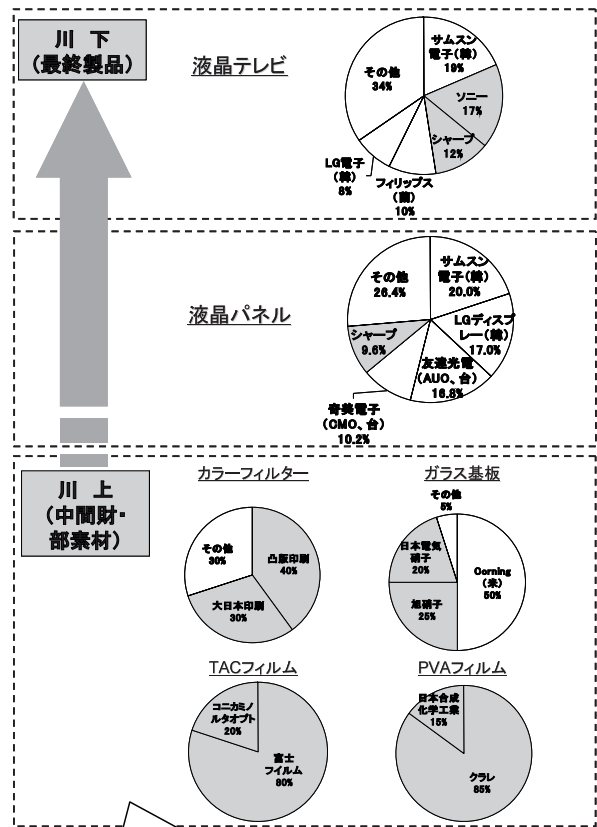 川 下
(最終製品)
液晶テレビ
サムスン
電子(韓)
19%
ソニー
17%
シャープ
12%
フィリップス
(蘭)
10%
LG電子
(韓)
8%
その他
34%
液晶パネル
サムスン
電子(韓)
20.0%
LGディスプ
レー(韓)
17.0%
友達光電
(AUO、台)
16.8%
奇美電子
(CMO、台)
10.2%
シャープ
9.6%
その他
26.4%
川 上
(中間財・
部素材)
カラーフィルター
凸版印刷
40%
大日本印刷
30%
その他
30%
ガラス基板
Corning
(米)
50%
旭硝子
25%
日本電気
硝子
20%
その他
5%
TACフィルム
富士
フイルム
80%
コニカミノ
ルタオプト
20%
PVAフィルム
クラレ
85%
日本合成
化学工業
15%